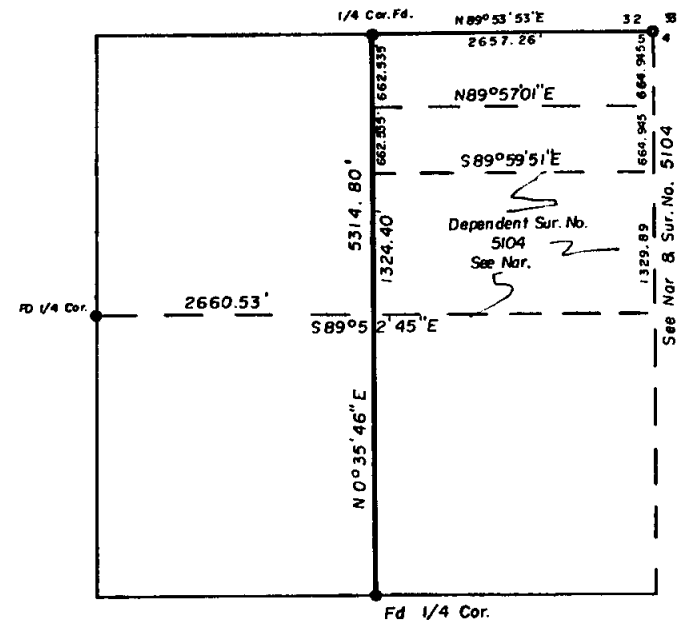 1/4 Cor. Fd.
N 89°53'53"E
32
33
2657.26'
5
4
662.535
664.945
N89°57'01"E
662.535'
664.945
S89°59'51"E
5314.80'
1324.40'
Dependent Sur. No.
5104
See Nar.
1329.89
See Nar & Sur. No. 5104
FD 1/4 Cor.
2660.53'
S89°52'45"E
N 0°35'46"E
Fd 1/4 Cor.